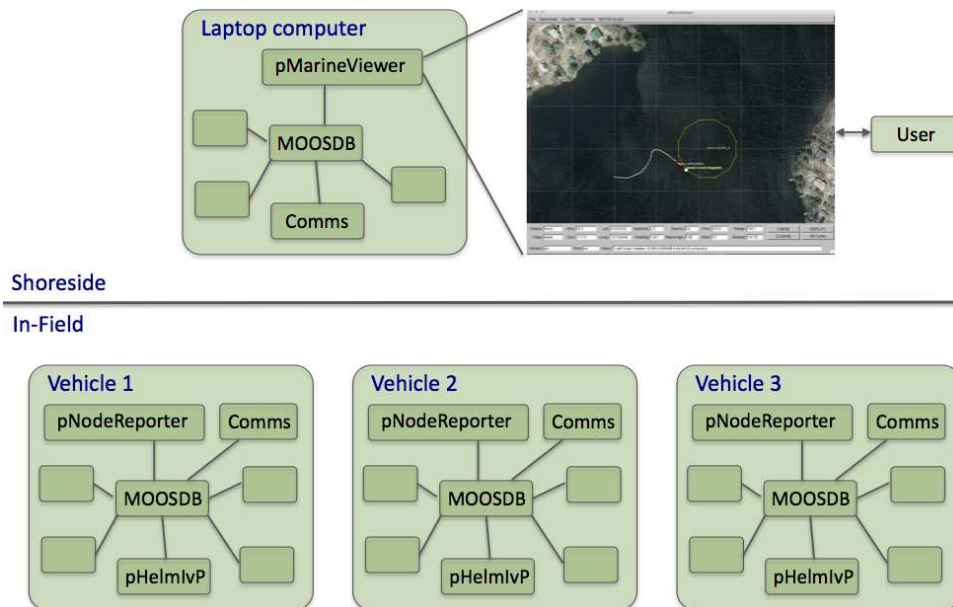 Laptop computer
pMarineViewer
MOOSDB
Comms
User
Shoreside
In-Field
Vehicle 1
pNodeReporter
Comms
MOOSDB
pHelmIvP
Vehicle 2
pNodeReporter
Comms
MOOSDB
pHelmIvP
Vehicle 3
pNodeReporter
Comms
MOOSDB
pHelmIvP